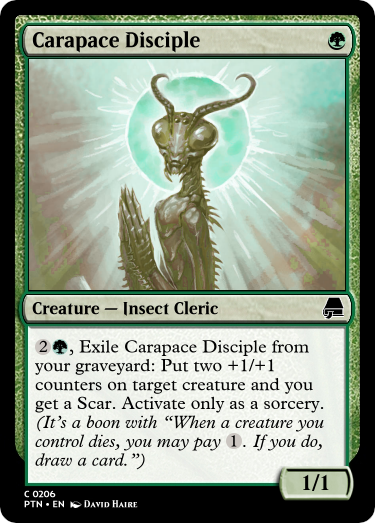 Carapace Disciple
Creature — Insect Cleric
2, Exile Carapace Disciple from
your graveyard: Put two +1/+1
counters on target creature and you
get a Scar. Activate only as a sorcery.
(It's a boon with “When a creature you
control dies, you may pay 1. If you do,
draw a card.”)
1/1
C 0206
PTN • EN DAVID HAIRE